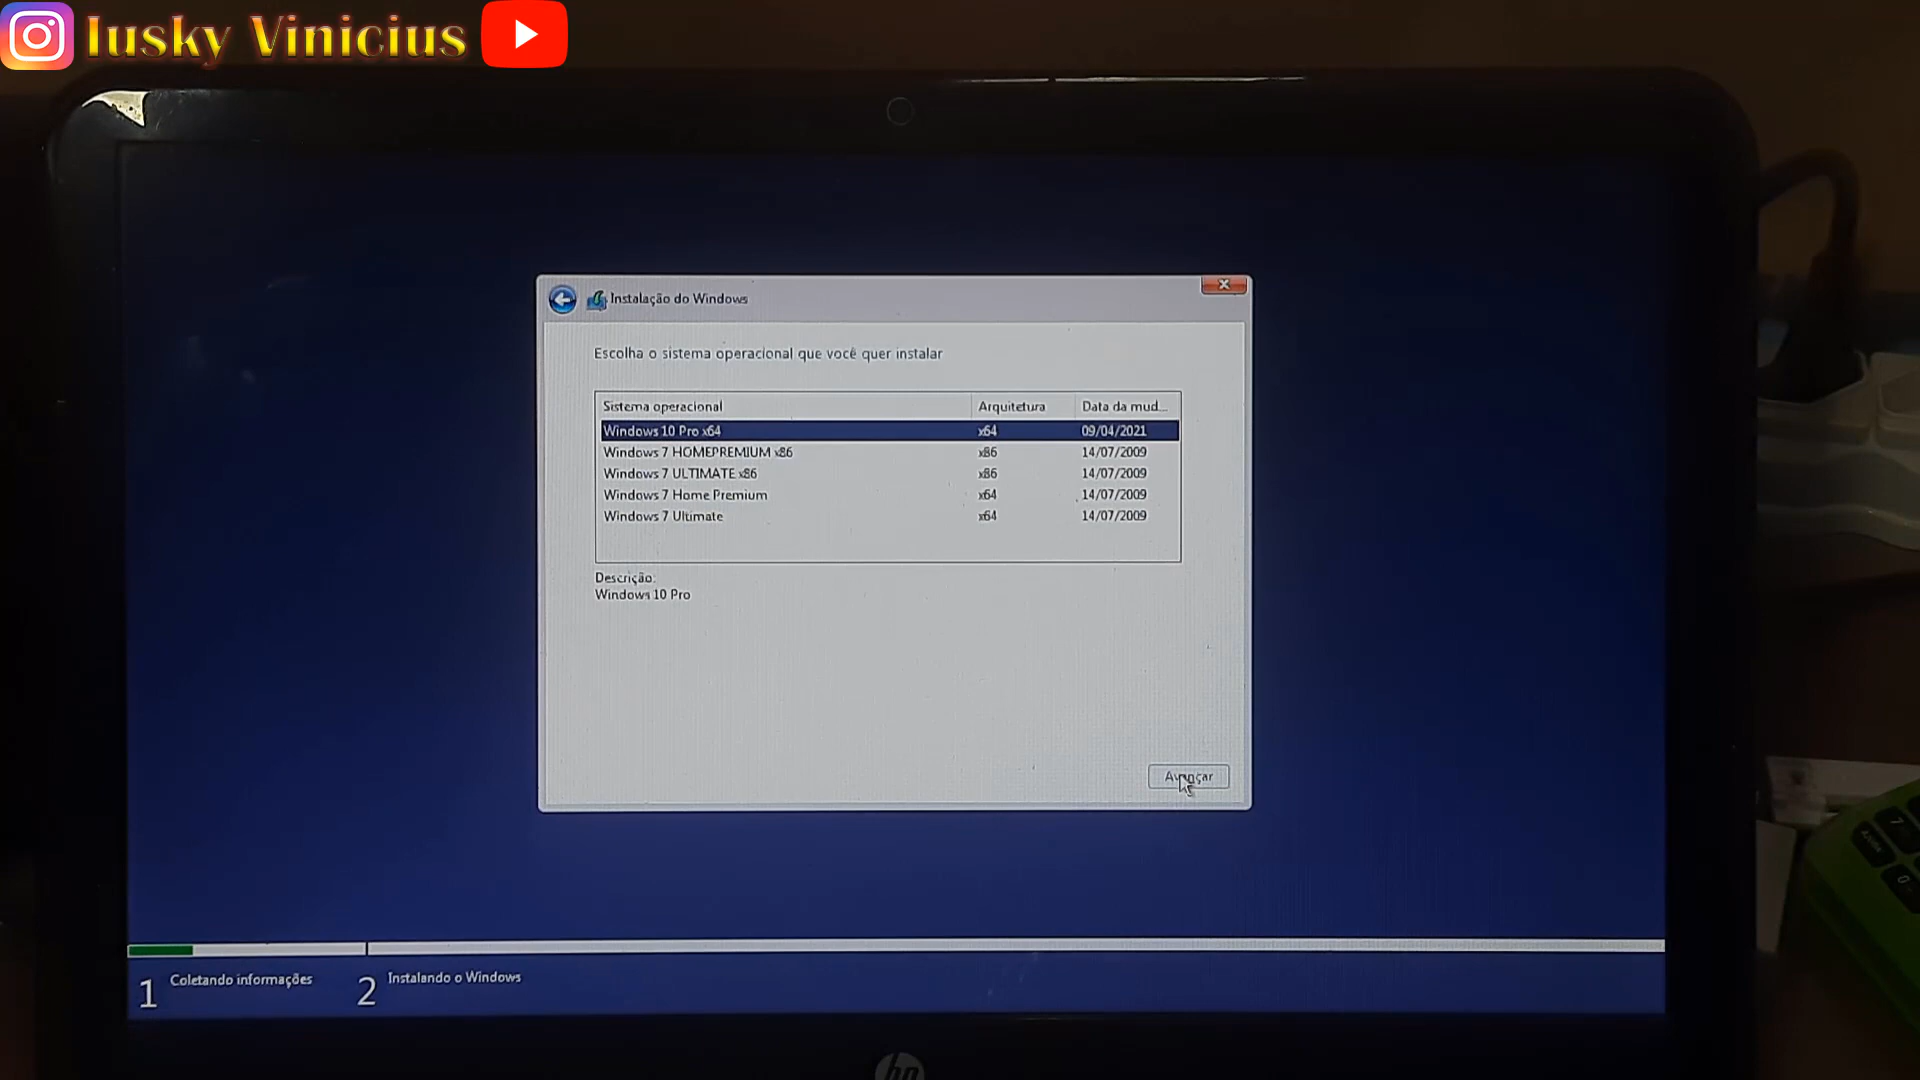 Iusky Vinicius
Instalação do Windows
Escolha o sistema operacional que você quer instalar
Sistema operacional Arquitetura Data da mud...
Windows 10 Pro x64 x64 09/04/2021
Windows 7 HOMEPREMIUM x86 x86 14/07/2009
Windows 7 ULTIMATE x86 x86 14/07/2009
Windows 7 Home Premium x64 14/07/2009
Windows 7 Ultimate x64 14/07/2009
Descrição:
Windows 10 Pro
Avançar
1 Coletando informações 2 Instalando o Windows
hp